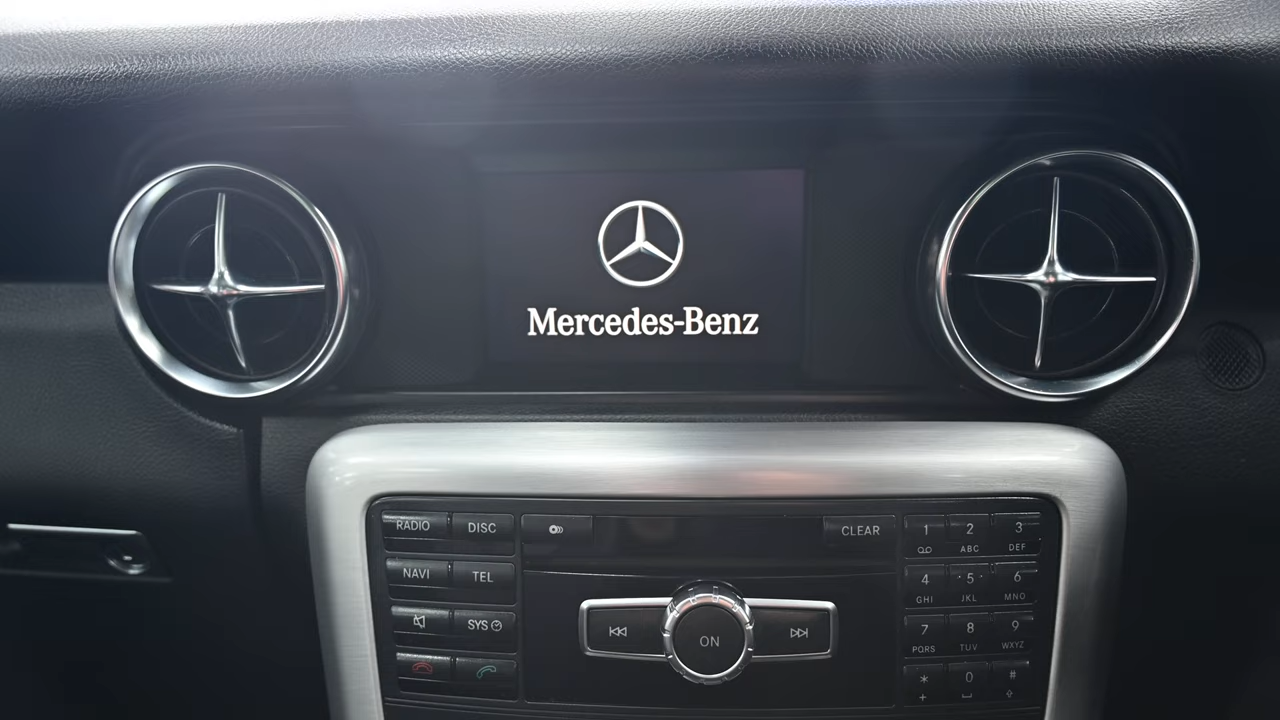 Mercedes-Benz
RADIO DISC CLEAR 1 2 3
ABC DEF
NAVI TEL 4 5 6
GHI JKL MNO
SYS ON 7 8 9
PQRS TUV WXYZ
* 0 #
+